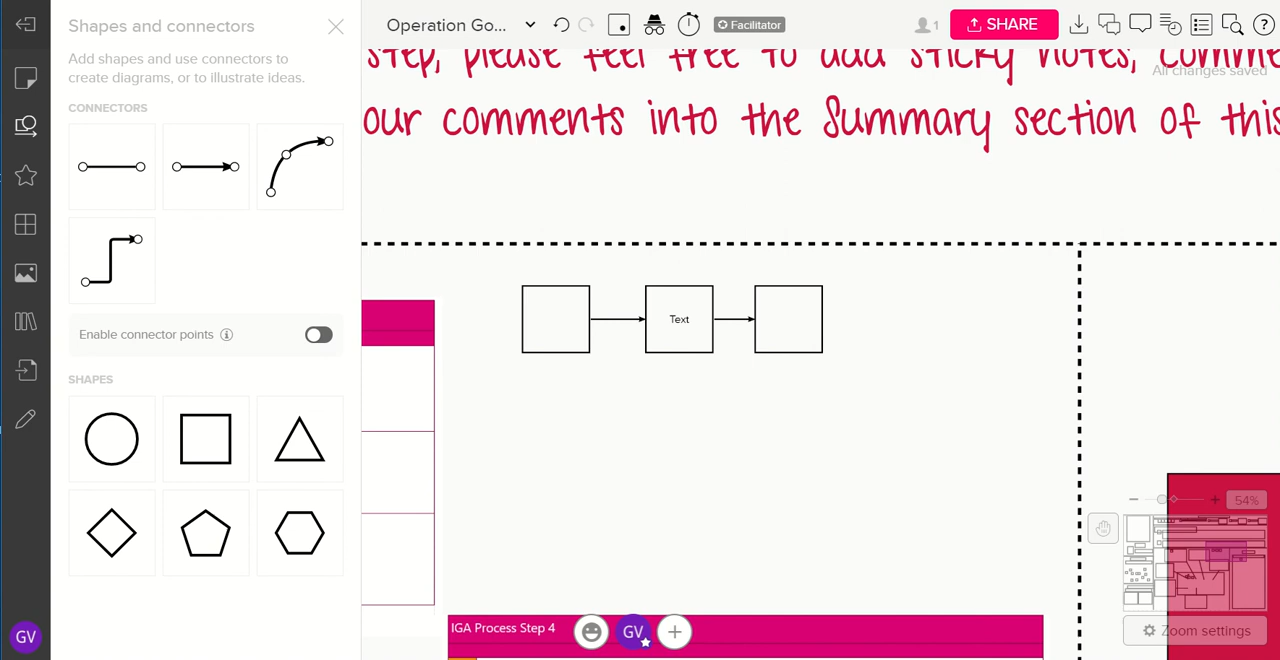 Shapes and connectors
Add shapes and use connectors to
create diagrams, or to illustrate ideas.
CONNECTORS
Enable connector points
SHAPES
GV
Operation Go...
Facilitator
1
SHARE
?
All changes saved
step, please feel free to add sticky notes, comme
our comments into the Summary section of this
Text
54%
IGA Process Step 4
GV
Zoom settings